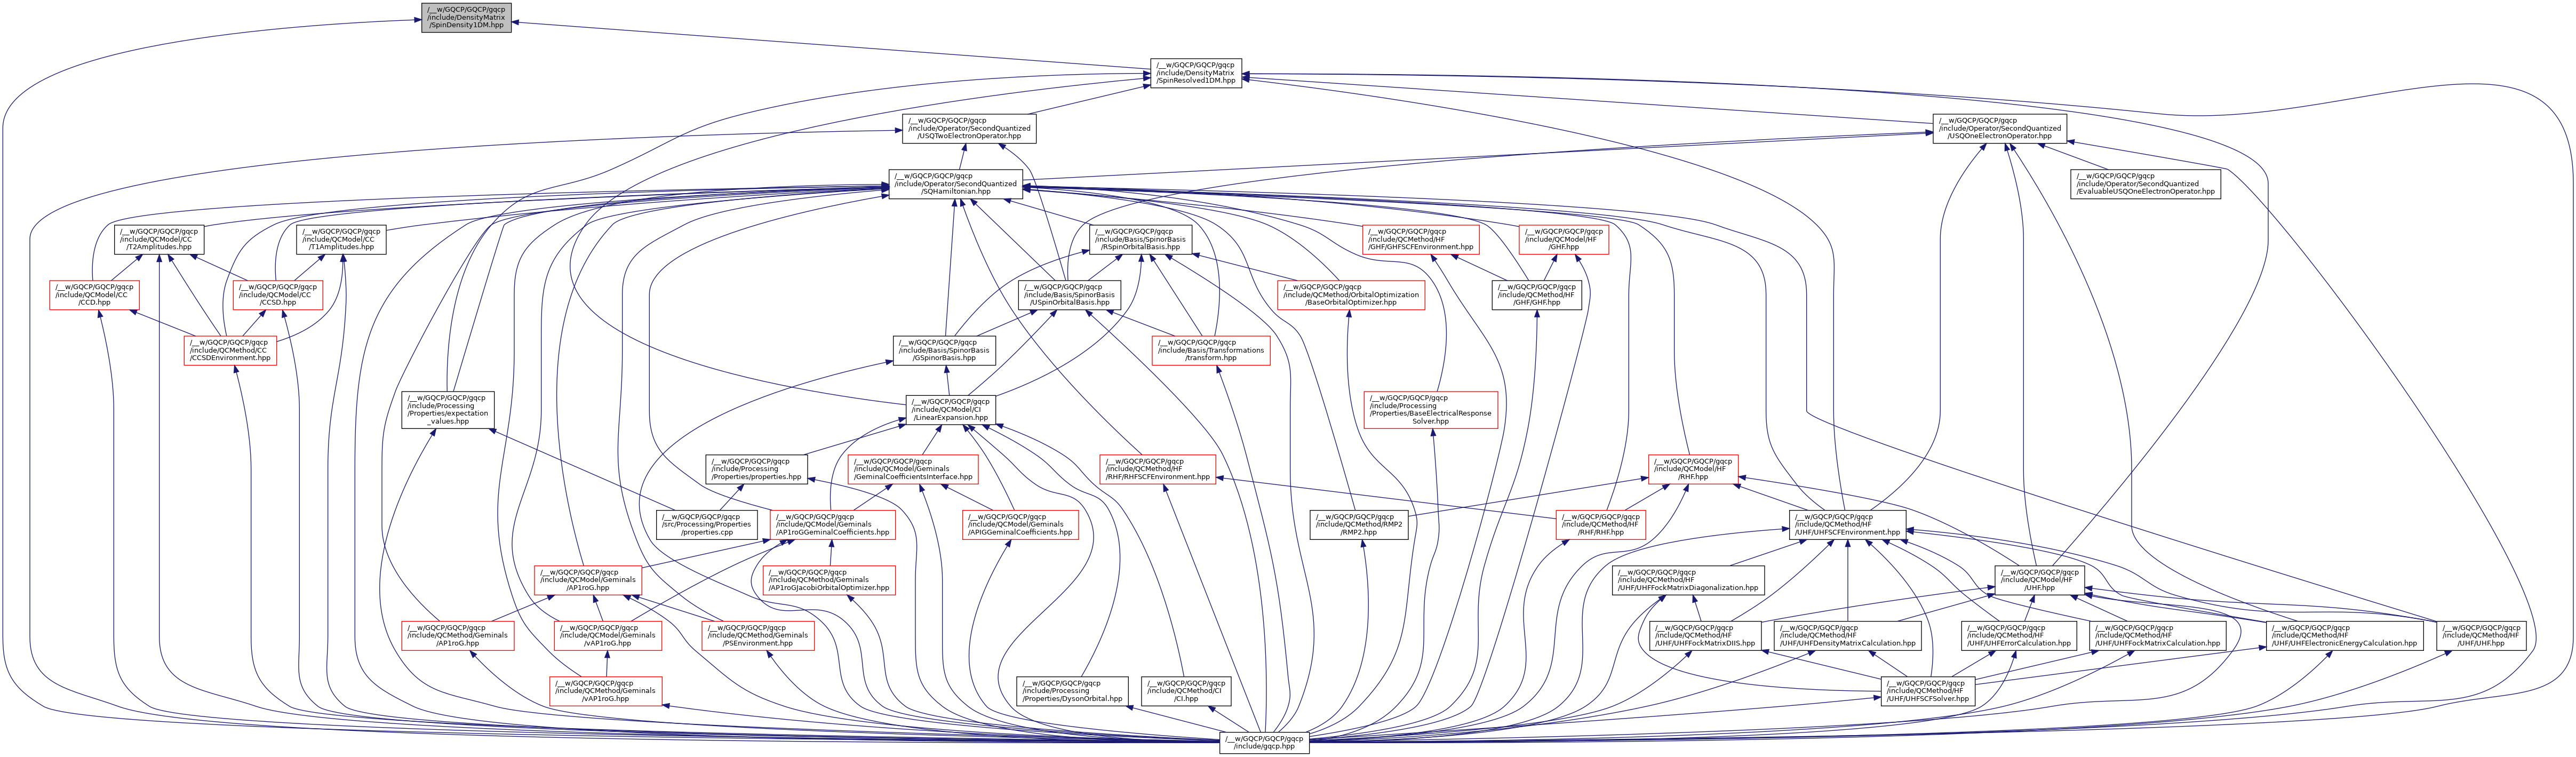 /__w/GQCP/GQCP/gqcp
/include/DensityMatrix
/SpinDensity1DM.hpp
/__w/GQCP/GQCP/gqcp
/include/DensityMatrix
/SpinResolved1DM.hpp
/__w/GQCP/GQCP/gqcp
/include/Operator/SecondQuantized
/USQTwoElectronOperator.hpp
/__w/GQCP/GQCP/gqcp
/include/Operator/SecondQuantized
/USQOneElectronOperator.hpp
/__w/GQCP/GQCP/gqcp
/include/Operator/SecondQuantized
/SQHamiltonian.hpp
/__w/GQCP/GQCP/gqcp
/include/Operator/SecondQuantized
/EvaluableUSQOneElectronOperator.hpp
/__w/GQCP/GQCP/gqcp
/include/QCModel/CC
/T2Amplitudes.hpp
/__w/GQCP/GQCP/gqcp
/include/QCModel/CC
/T1Amplitudes.hpp
/__w/GQCP/GQCP/gqcp
/include/Basis/SpinorBasis
/RSpinOrbitalBasis.hpp
/__w/GQCP/GQCP/gqcp
/include/QCMethod/HF
/GHF/GHFSCFEnvironment.hpp
/__w/GQCP/GQCP/gqcp
/include/QCModel/HF
/GHF.hpp
/__w/GQCP/GQCP/gqcp
/include/QCModel/CC
/CCD.hpp
/__w/GQCP/GQCP/gqcp
/include/QCModel/CC
/CCSD.hpp
/__w/GQCP/GQCP/gqcp
/include/Basis/SpinorBasis
/USpinOrbitalBasis.hpp
/__w/GQCP/GQCP/gqcp
/include/QCMethod/OrbitalOptimization
/BaseOrbitalOptimizer.hpp
/__w/GQCP/GQCP/gqcp
/include/QCMethod/HF
/GHF/GHF.hpp
/__w/GQCP/GQCP/gqcp
/include/QCMethod/CC
/CCSDEnvironment.hpp
/__w/GQCP/GQCP/gqcp
/include/Basis/SpinorBasis
/GSpinorBasis.hpp
/__w/GQCP/GQCP/gqcp
/include/Basis/Transformations
/transform.hpp
/__w/GQCP/GQCP/gqcp
/include/Processing
/Properties/expectation
_values.hpp
/__w/GQCP/GQCP/gqcp
/include/QCModel/CI
/LinearExpansion.hpp
/__w/GQCP/GQCP/gqcp
/include/Processing
/Properties/BaseElectricalResponse
Solver.hpp
/__w/GQCP/GQCP/gqcp
/include/Processing
/Properties/properties.hpp
/__w/GQCP/GQCP/gqcp
/include/QCModel/Geminals
/GeminalCoefficientsInterface.hpp
/__w/GQCP/GQCP/gqcp
/include/QCMethod/HF
/RHF/RHFSCFEnvironment.hpp
/__w/GQCP/GQCP/gqcp
/include/QCModel/HF
/RHF.hpp
/__w/GQCP/GQCP/gqcp
/src/Processing/Properties
/properties.cpp
/__w/GQCP/GQCP/gqcp
/include/QCModel/Geminals
/AP1roGGeminalCoefficients.hpp
/__w/GQCP/GQCP/gqcp
/include/QCModel/Geminals
/APIGGeminalCoefficients.hpp
/__w/GQCP/GQCP/gqcp
/include/QCMethod/RMP2
/RMP2.hpp
/__w/GQCP/GQCP/gqcp
/include/QCMethod/HF
/RHF/RHF.hpp
/__w/GQCP/GQCP/gqcp
/include/QCMethod/HF
/UHF/UHFSCFEnvironment.hpp
/__w/GQCP/GQCP/gqcp
/include/QCModel/Geminals
/AP1roG.hpp
/__w/GQCP/GQCP/gqcp
/include/QCMethod/Geminals
/AP1roGJacobiOrbitalOptimizer.hpp
/__w/GQCP/GQCP/gqcp
/include/QCMethod/HF
/UHF/UHFFockMatrixDiagonalization.hpp
/__w/GQCP/GQCP/gqcp
/include/QCModel/HF
/UHF.hpp
/__w/GQCP/GQCP/gqcp
/include/QCMethod/Geminals
/AP1roG.hpp
/__w/GQCP/GQCP/gqcp
/include/QCModel/Geminals
/vAP1roG.hpp
/__w/GQCP/GQCP/gqcp
/include/QCMethod/Geminals
/PSEnvironment.hpp
/__w/GQCP/GQCP/gqcp
/include/QCMethod/HF
/UHF/UHFFockMatrixDIIS.hpp
/__w/GQCP/GQCP/gqcp
/include/QCMethod/HF
/UHF/UHFDensityMatrixCalculation.hpp
/__w/GQCP/GQCP/gqcp
/include/QCMethod/HF
/UHF/UHFErrorCalculation.hpp
/__w/GQCP/GQCP/gqcp
/include/QCMethod/HF
/UHF/UHFFockMatrixCalculation.hpp
/__w/GQCP/GQCP/gqcp
/include/QCMethod/HF
/UHF/UHFElectronicEnergyCalculation.hpp
/__w/GQCP/GQCP/gqcp
/include/QCMethod/HF
/UHF/UHF.hpp
/__w/GQCP/GQCP/gqcp
/include/QCMethod/Geminals
/vAP1roG.hpp
/__w/GQCP/GQCP/gqcp
/include/Processing
/Properties/DysonOrbital.hpp
/__w/GQCP/GQCP/gqcp
/include/QCMethod/CI
/CI.hpp
/__w/GQCP/GQCP/gqcp
/include/QCMethod/HF
/UHF/UHFSCFSolver.hpp
/__w/GQCP/GQCP/gqcp
/include/gqcp.hpp